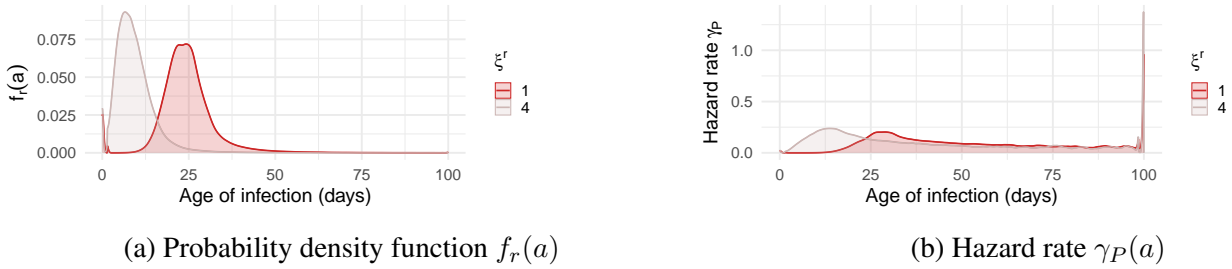 0.075
0.050
0.025
0.000
f_r(a)
0 25 50 75 100
Age of infection (days)
ξ^r
1
4
(a) Probability density function f_r(a)
1.0
0.5
0.0
Hazard rate γ_P
0 25 50 75 100
Age of infection (days)
ξ^r
1
4
(b) Hazard rate γ_P(a)